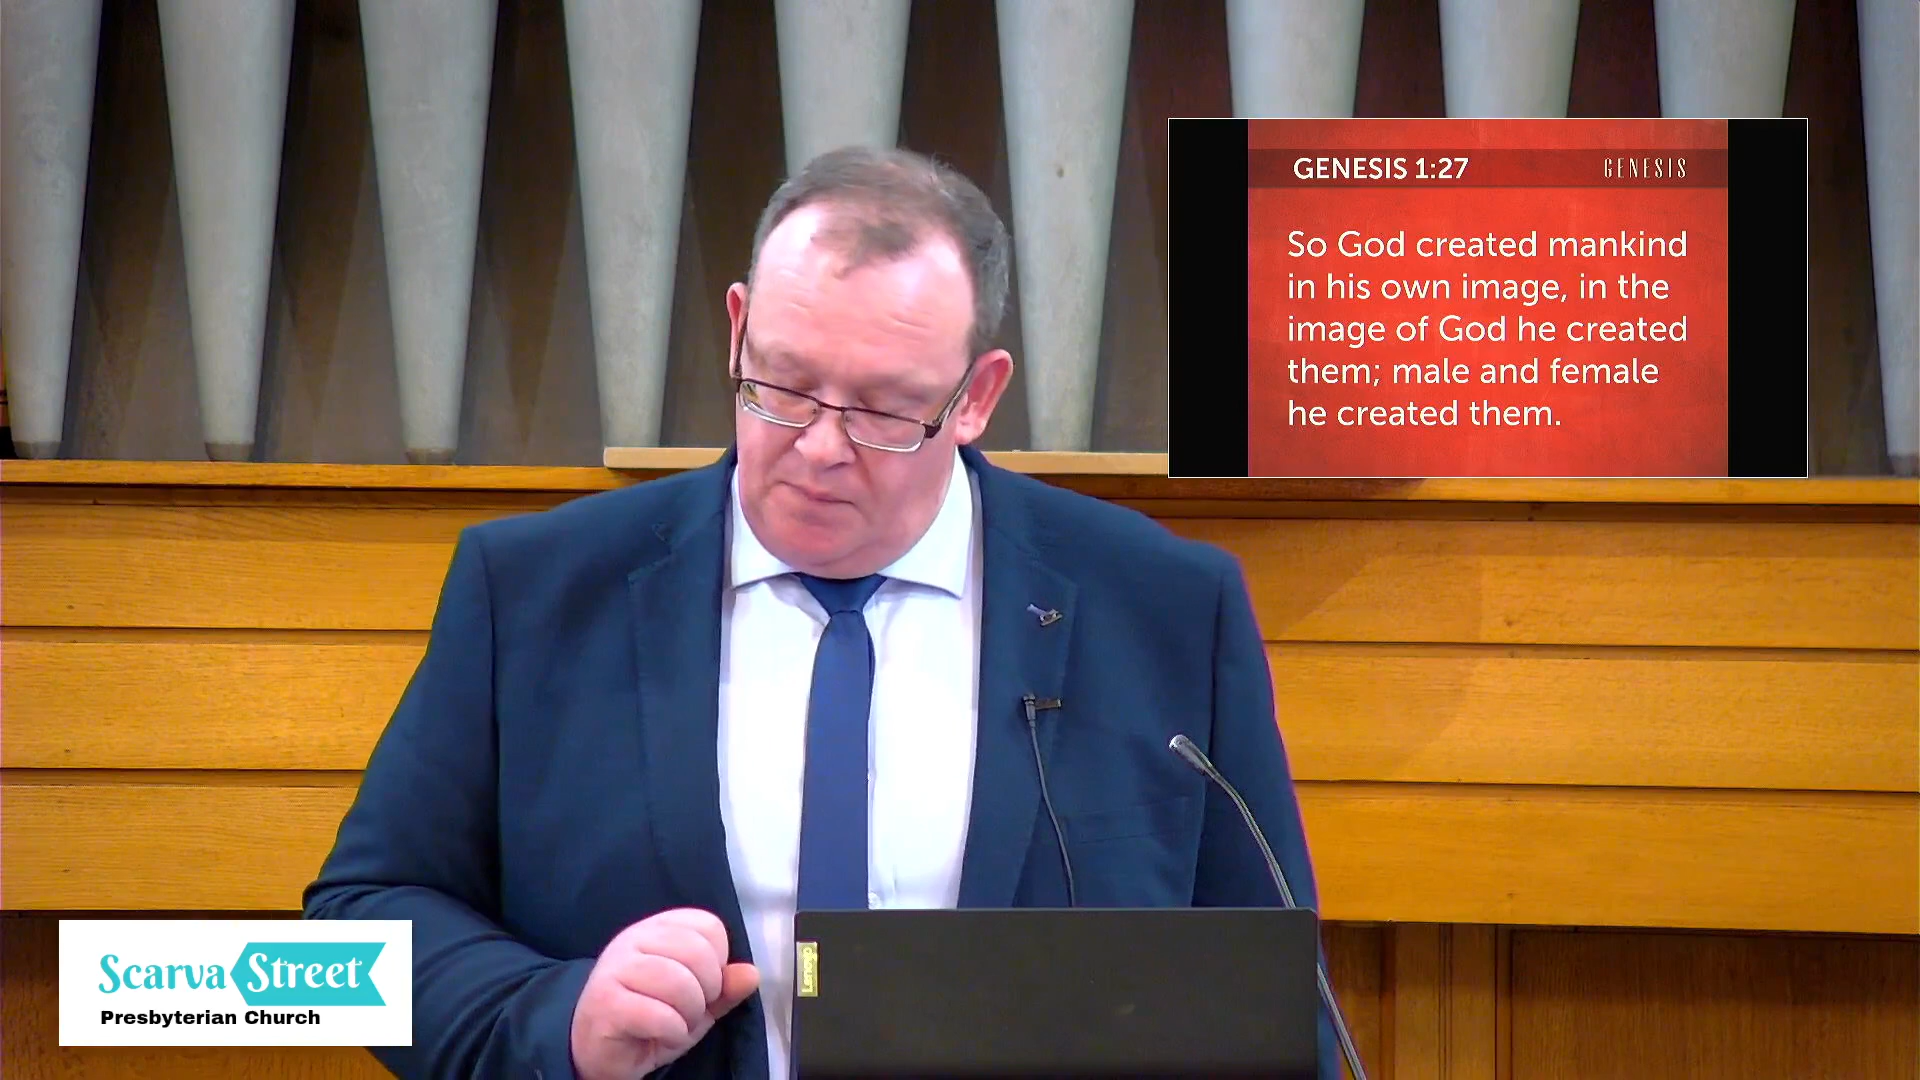 GENESIS 1:27
GENESIS
So God created mankind
in his own image, in the
image of God he created
them; male and female
he created them.
Lenovo
Scarva Street
Presbyterian Church